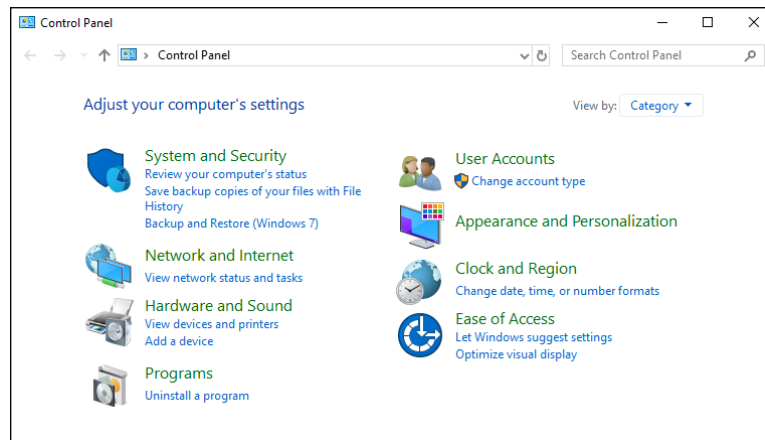 Control Panel
Control Panel
Search Control Panel
Adjust your computer's settings
View by: Category
System and Security
Review your computer's status
Save backup copies of your files with File
History
Backup and Restore (Windows 7)
Network and Internet
View network status and tasks
Hardware and Sound
View devices and printers
Add a device
Programs
Uninstall a program
User Accounts
Change account type
Appearance and Personalization
Clock and Region
Change date, time, or number formats
Ease of Access
Let Windows suggest settings
Optimize visual display